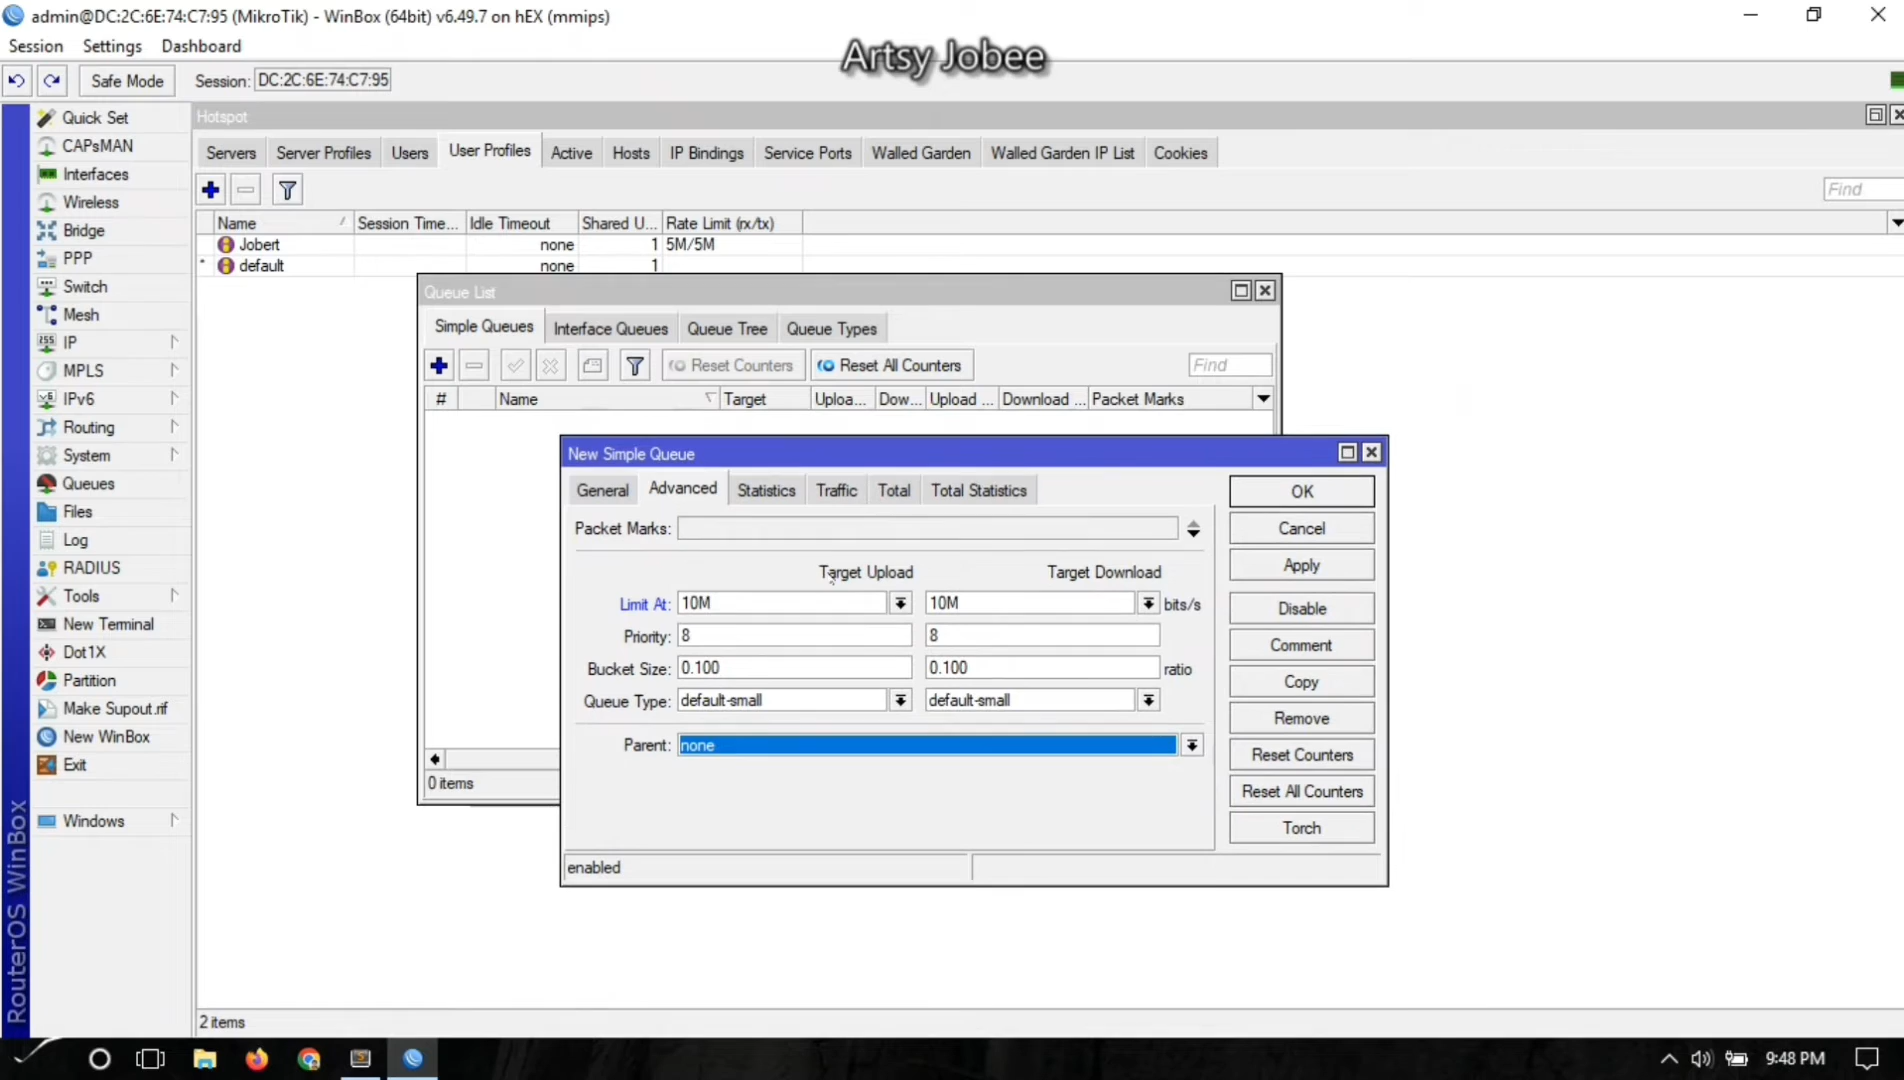 admin@DC:2C:6E:74:C7:95 (MikroTik) - WinBox (64bit) v6.49.7 on hEX (mmips)
Session Settings Dashboard
Artsy Jobee
Safe Mode Session: DC:2C:6E:74:C7:95
Quick Set
CAPsMAN
Interfaces
Wireless
Bridge
PPP
Switch
Mesh
IP
MPLS
IPv6
Routing
System
Queues
Files
Log
RADIUS
Tools
New Terminal
Dot1X
Partition
Make Supout.rif
New WinBox
Exit
Windows
RouterOS WinBox
Hotspot
Servers Server Profiles Users User Profiles Active Hosts IP Bindings Service Ports Walled Garden Walled Garden IP List Cookies
Find
Name Session Time... Idle Timeout Shared U... Rate Limit (rx/tx)
Jobert none 1 5M/5M
* default none 1
Queue List
Simple Queues Interface Queues Queue Tree Queue Types
Reset Counters Reset All Counters Find
# Name Target Uploa... Dow... Upload ... Download ... Packet Marks
0 items
New Simple Queue
General Advanced Statistics Traffic Total Total Statistics
Packet Marks:
Target Upload Target Download
Limit At: 10M 10M bits/s
Priority: 8 8
Bucket Size: 0.100 0.100 ratio
Queue Type: default-small default-small
Parent: none
enabled
OK
Cancel
Apply
Disable
Comment
Copy
Remove
Reset Counters
Reset All Counters
Torch
2 items
9:48 PM